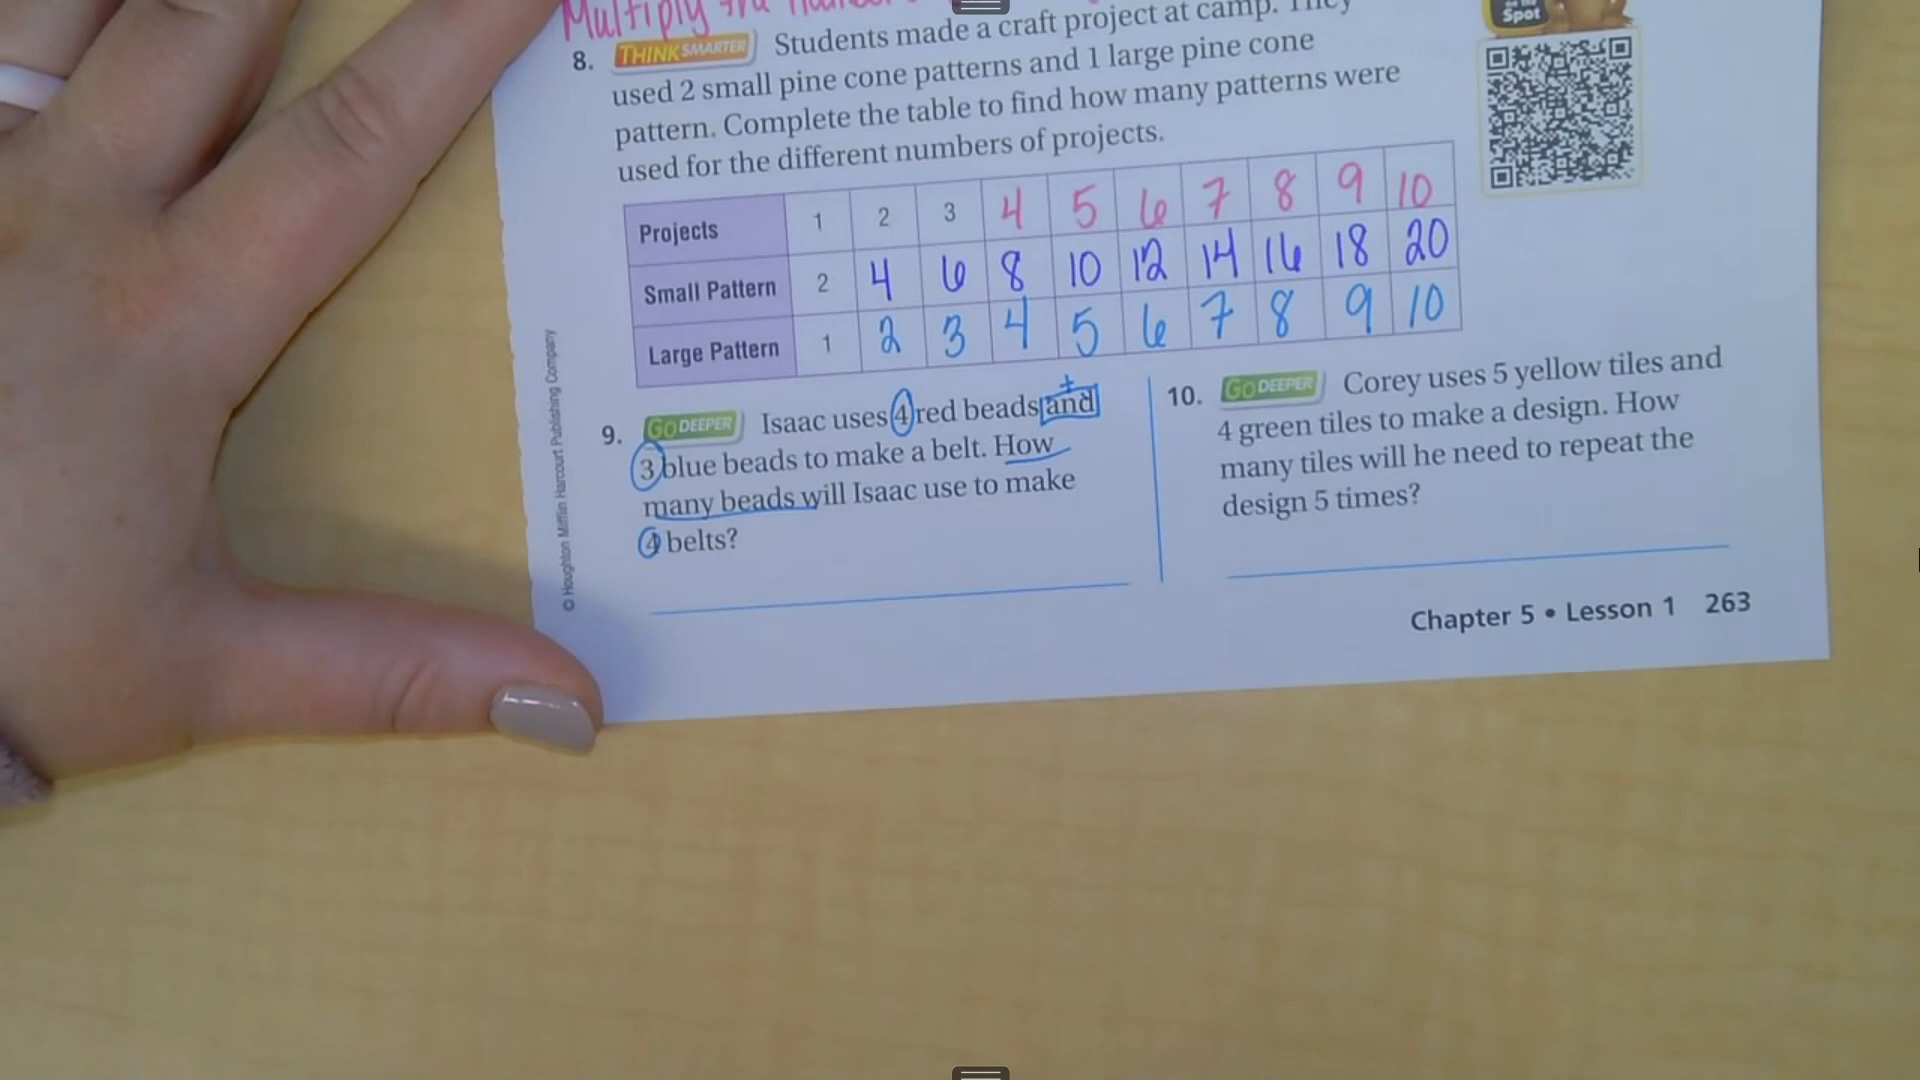 Multiply the
on the
Spot
8. THINK SMARTER Students made a craft project at camp. They
used 2 small pine cone patterns and 1 large pine cone
pattern. Complete the table to find how many patterns were
used for the different numbers of projects.
Projects 1 2 3 4 5 6 7 8 9 10
Small Pattern 2 4 6 8 10 12 14 16 18 20
Large Pattern 1 2 3 4 5 6 7 8 9 10
9. GO DEEPER Isaac uses 4 red beads and
+
3 blue beads to make a belt. How
many beads will Isaac use to make
4 belts?
10. GO DEEPER Corey uses 5 yellow tiles and
4 green tiles to make a design. How
many tiles will he need to repeat the
design 5 times?
© Houghton Mifflin Harcourt Publishing Company
Chapter 5 • Lesson 1 263